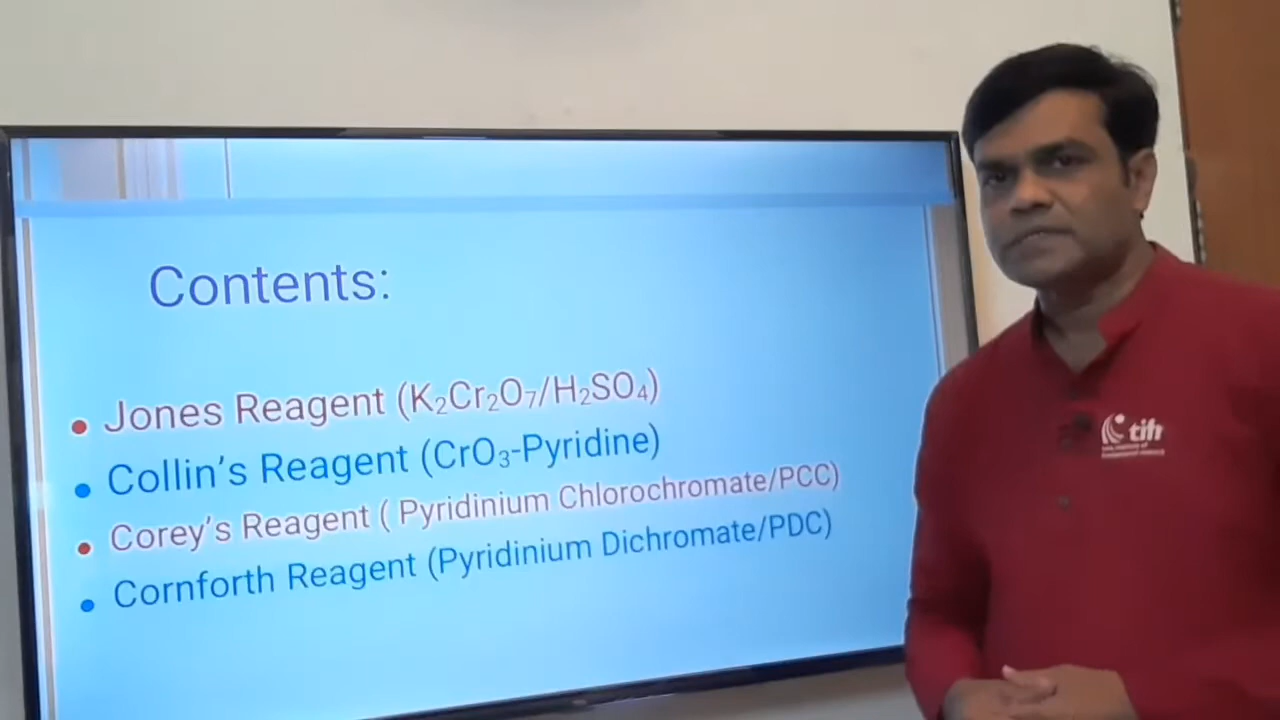 Contents:
• Jones Reagent (K₂Cr₂O₇/H₂SO₄)
• Collin's Reagent (CrO₃-Pyridine)
• Corey's Reagent ( Pyridinium Chlorochromate/PCC)
• Cornforth Reagent (Pyridinium Dichromate/PDC)
tifr